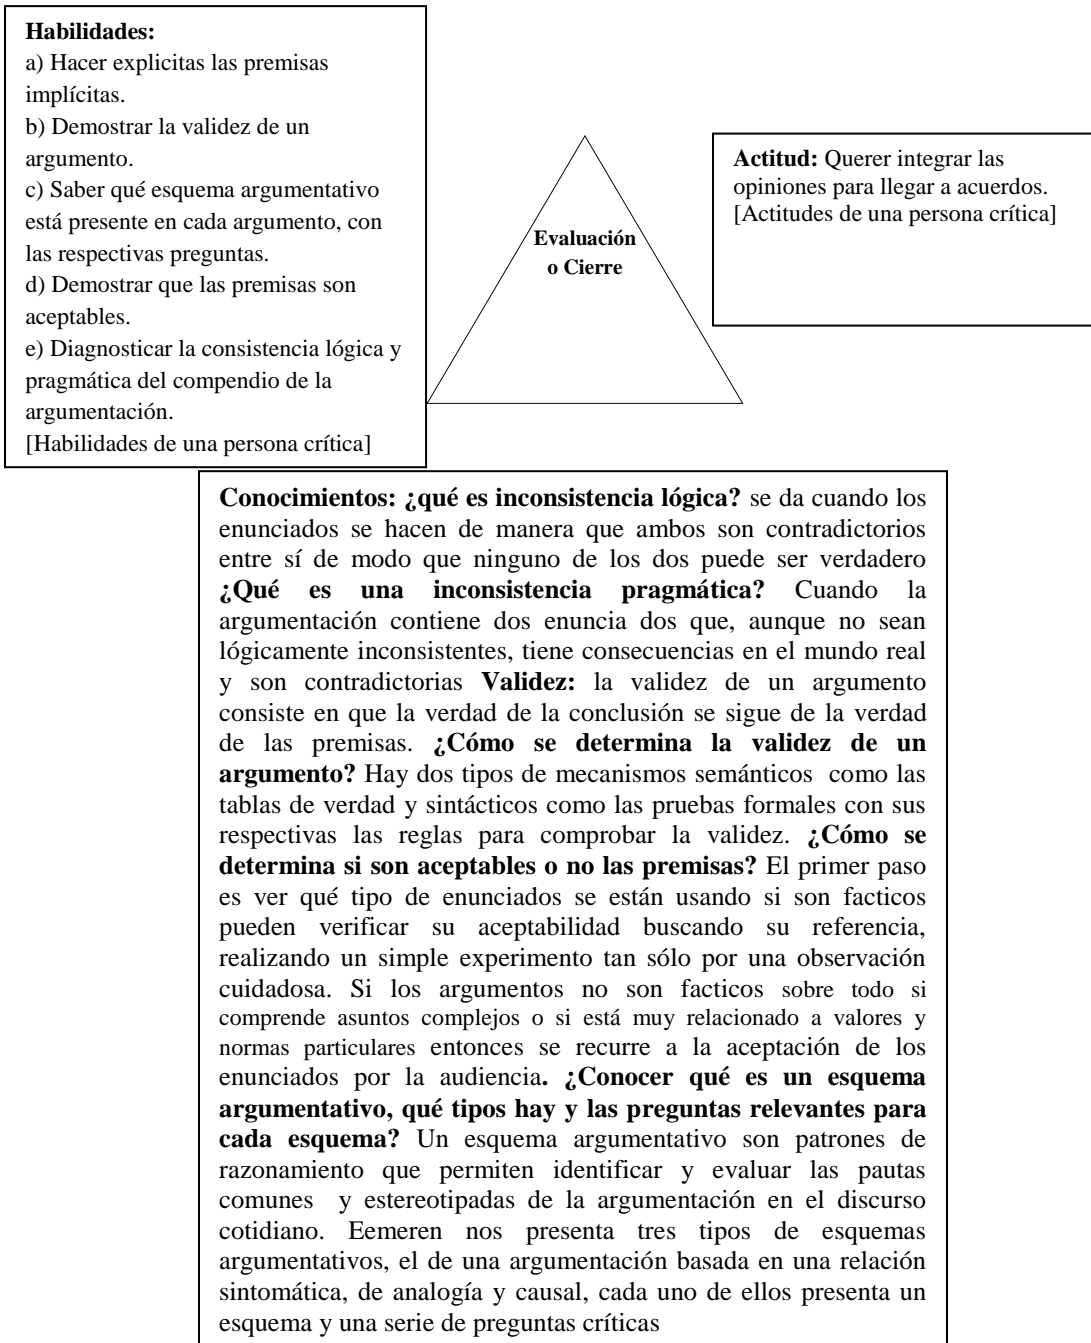 Habilidades:
a) Hacer explicitas las premisas
implícitas.
b) Demostrar la validez de un
argumento.
c) Saber qué esquema argumentativo
está presente en cada argumento, con
las respectivas preguntas.
d) Demostrar que las premisas son
aceptables.
e) Diagnosticar la consistencia lógica y
pragmática del compendio de la
argumentación.
[Habilidades de una persona crítica]
Evaluación
o Cierre
Actitud: Querer integrar las
opiniones para llegar a acuerdos.
[Actitudes de una persona crítica]
Conocimientos: ¿qué es inconsistencia lógica? se da cuando los
enunciados se hacen de manera que ambos son contradictorios
entre sí de modo que ninguno de los dos puede ser verdadero
¿Qué es una inconsistencia pragmática? Cuando la
argumentación contiene dos enuncia dos que, aunque no sean
lógicamente inconsistentes, tiene consecuencias en el mundo real
y son contradictorias Validez: la validez de un argumento
consiste en que la verdad de la conclusión se sigue de la verdad
de las premisas. ¿Cómo se determina la validez de un
argumento? Hay dos tipos de mecanismos semánticos como las
tablas de verdad y sintácticos como las pruebas formales con sus
respectivas las reglas para comprobar la validez. ¿Cómo se
determina si son aceptables o no las premisas? El primer paso
es ver qué tipo de enunciados se están usando si son facticos
pueden verificar su aceptabilidad buscando su referencia,
realizando un simple experimento tan sólo por una observación
cuidadosa. Si los argumentos no son facticos sobre todo si
comprende asuntos complejos o si está muy relacionado a valores y
normas particulares entonces se recurre a la aceptación de los
enunciados por la audiencia. ¿Conocer qué es un esquema
argumentativo, qué tipos hay y las preguntas relevantes para
cada esquema? Un esquema argumentativo son patrones de
razonamiento que permiten identificar y evaluar las pautas
comunes y estereotipadas de la argumentación en el discurso
cotidiano. Eemeren nos presenta tres tipos de esquemas
argumentativos, el de una argumentación basada en una relación
sintomática, de analogía y causal, cada uno de ellos presenta un
esquema y una serie de preguntas críticas